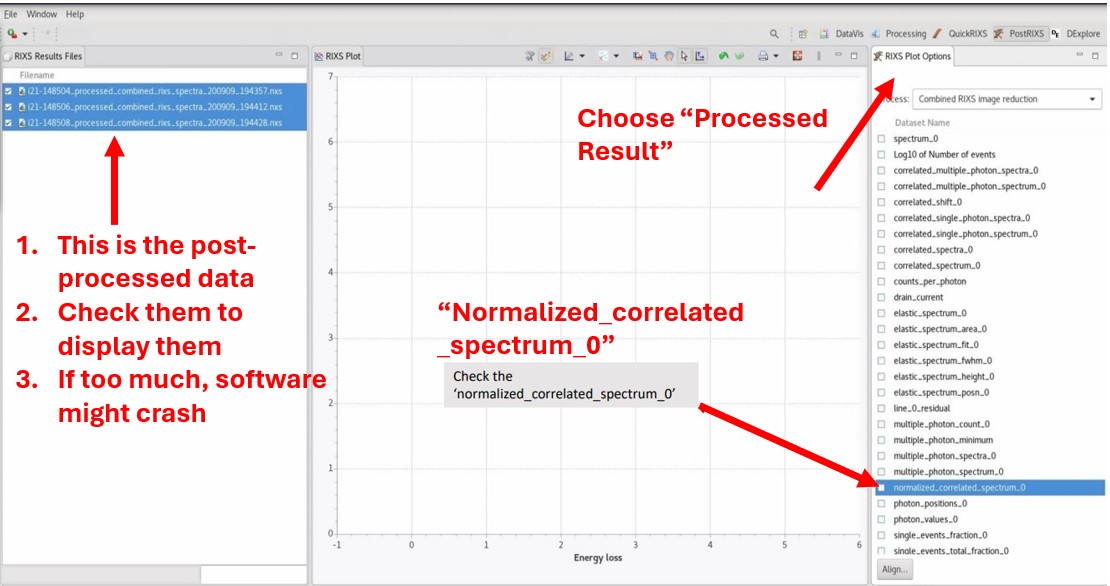 File Window Help
DataVis Processing QuickRIXS PostRIXS DExplore
RIXS Results Files
Filename
i21-148504_processed_combined_rixs_spectra_200909_194357.nxs
i21-148506_processed_combined_rixs_spectra_200909_194412.nxs
i21-148508_processed_combined_rixs_spectra_200909_194428.nxs
1. This is the post-
processed data
2. Check them to
display them
3. If too much, software
might crash
RIXS Plot
7
6
5
4
3
2
1
0
-1 0 1 2 3 4 5 6
Energy loss
Choose “Processed
Result”
“Normalized_correlated
_spectrum_0”
Check the
‘normalized_correlated_spectrum_0’
RIXS Plot Options
Combined RIXS image reduction
Dataset Name
spectrum_0
Log10 of Number of events
correlated_multiple_photon_spectra_0
correlated_multiple_photon_spectrum_0
correlated_shift_0
correlated_single_photon_spectra_0
correlated_single_photon_spectrum_0
correlated_spectra_0
correlated_spectrum_0
counts_per_photon
drain_current
elastic_spectrum_0
elastic_spectrum_area_0
elastic_spectrum_fit_0
elastic_spectrum_fwhm_0
elastic_spectrum_height_0
elastic_spectrum_posn_0
line_0_residual
multiple_photon_count_0
multiple_photon_minimum
multiple_photon_spectra_0
multiple_photon_spectrum_0
normalized_correlated_spectrum_0
photon_positions_0
photon_values_0
single_events_fraction_0
single_events_total_fraction_0
Align...